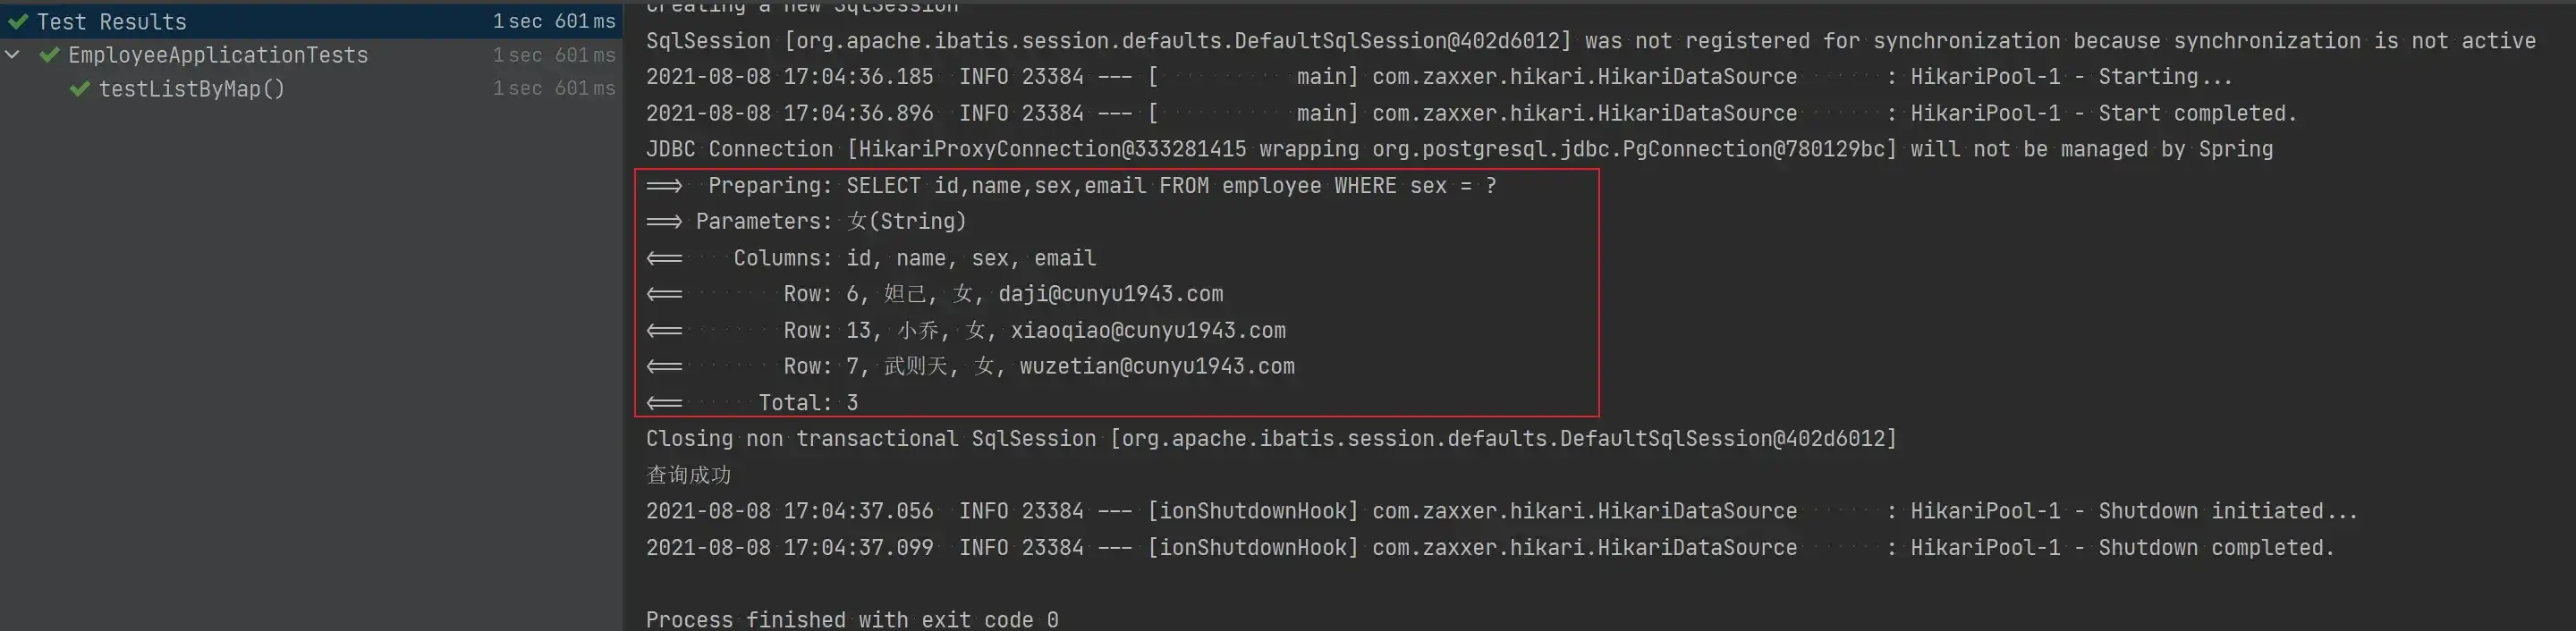 Test Results 1 sec 601 ms
EmployeeApplicationTests 1 sec 601 ms
testListByMap() 1 sec 601 ms
Creating a new SqlSession
SqlSession [org.apache.ibatis.session.defaults.DefaultSqlSession@402d6012] was not registered for synchronization because synchronization is not active
2021-08-08 17:04:36.185  INFO 23384 --- [           main] com.zaxxer.hikari.HikariDataSource       : HikariPool-1 - Starting...
2021-08-08 17:04:36.896  INFO 23384 --- [           main] com.zaxxer.hikari.HikariDataSource       : HikariPool-1 - Start completed.
JDBC Connection [HikariProxyConnection@333281415 wrapping org.postgresql.jdbc.PgConnection@780129bc] will not be managed by Spring
==>  Preparing: SELECT id,name,sex,email FROM employee WHERE sex = ?
==> Parameters: 女(String)
<==    Columns: id, name, sex, email
<==        Row: 6, 妲己, 女, daji@cunyu1943.com
<==        Row: 13, 小乔, 女, xiaoqiao@cunyu1943.com
<==        Row: 7, 武则天, 女, wuzetian@cunyu1943.com
<==      Total: 3
Closing non transactional SqlSession [org.apache.ibatis.session.defaults.DefaultSqlSession@402d6012]
查询成功
2021-08-08 17:04:37.056  INFO 23384 --- [ionShutdownHook] com.zaxxer.hikari.HikariDataSource       : HikariPool-1 - Shutdown initiated...
2021-08-08 17:04:37.099  INFO 23384 --- [ionShutdownHook] com.zaxxer.hikari.HikariDataSource       : HikariPool-1 - Shutdown completed.
Process finished with exit code 0